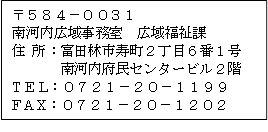 〒５８４－００３１
南河内広域事務室　広域福祉課
住 所：富田林市寿町２丁目６番１号
南河内府民センタービル２階
ＴＥＬ：０７２１－２０－１１９９
ＦＡＸ：０７２１－２０－１２０２